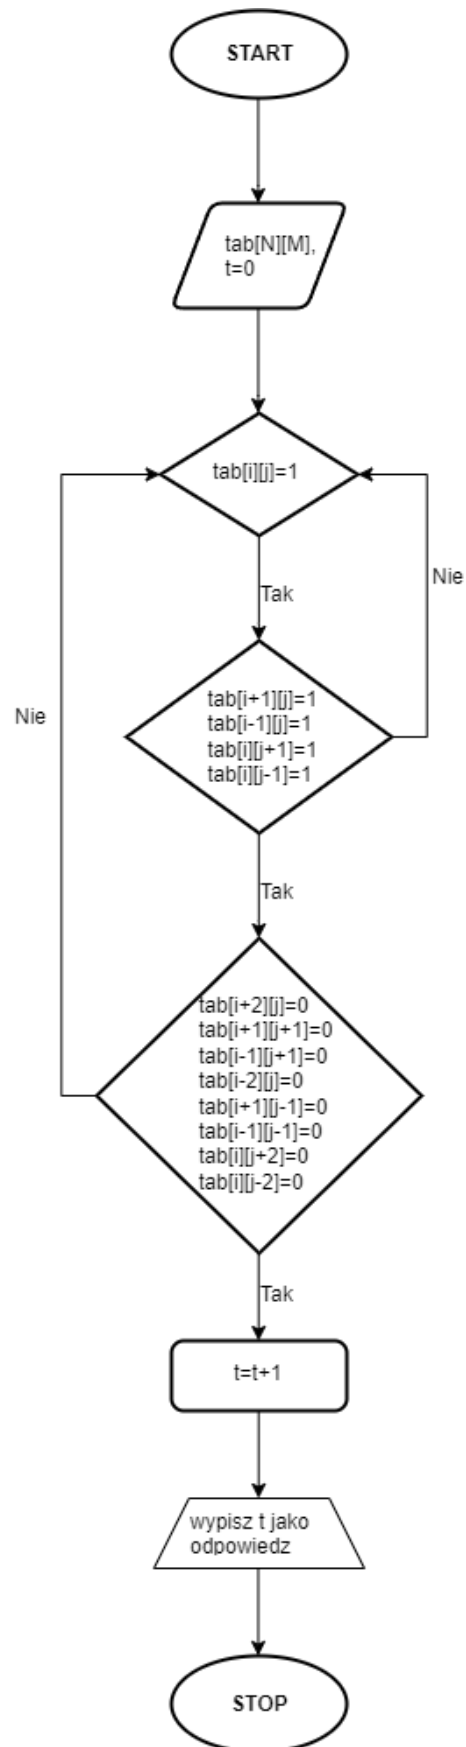 START
tab[N][M],
t=0
tab[i][j]=1
Nie
Tak
tab[i+1][j]=1
tab[i-1][j]=1
tab[i][j+1]=1
tab[i][j-1]=1
Nie
Tak
tab[i+2][j]=0
tab[i+1][j+1]=0
tab[i-1][j+1]=0
tab[i-2][j]=0
tab[i+1][j-1]=0
tab[i-1][j-1]=0
tab[i][j+2]=0
tab[i][j-2]=0
Tak
t=t+1
wypisz t jako
odpowiedz
STOP